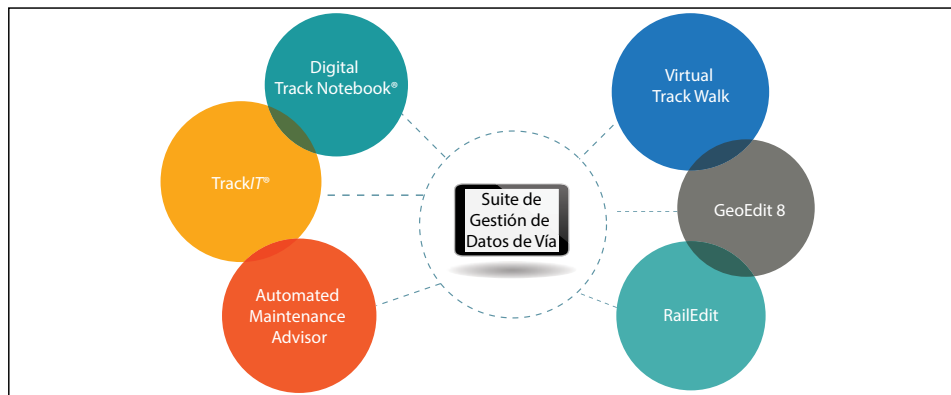 Digital
Track Notebook®
TrackIT®
Automated
Maintenance
Advisor
Suite de
Gestión de
Datos de Vía
Virtual
Track Walk
GeoEdit 8
RailEdit